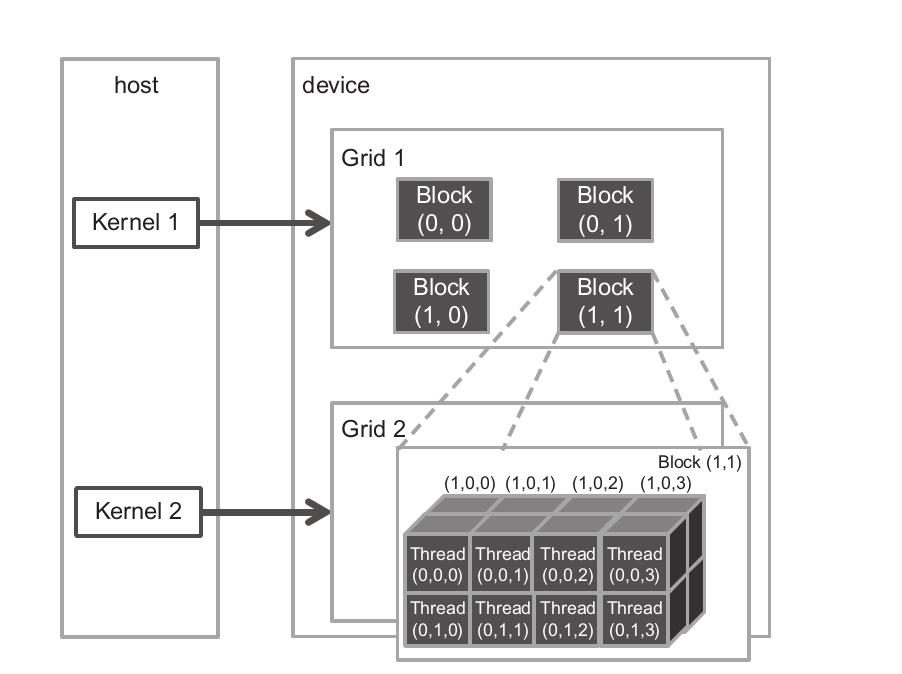 host
device
Grid 1
Kernel 1
Block
(0, 0)
Block
(0, 1)
Block
(1, 0)
Block
(1, 1)
Grid 2
Kernel 2
Block (1,1)
(1,0,0) (1,0,1) (1,0,2) (1,0,3)
Thread
(0,0,0)
Thread
(0,0,1)
Thread
(0,0,2)
Thread
(0,0,3)
Thread
(0,1,0)
Thread
(0,1,1)
Thread
(0,1,2)
Thread
(0,1,3)